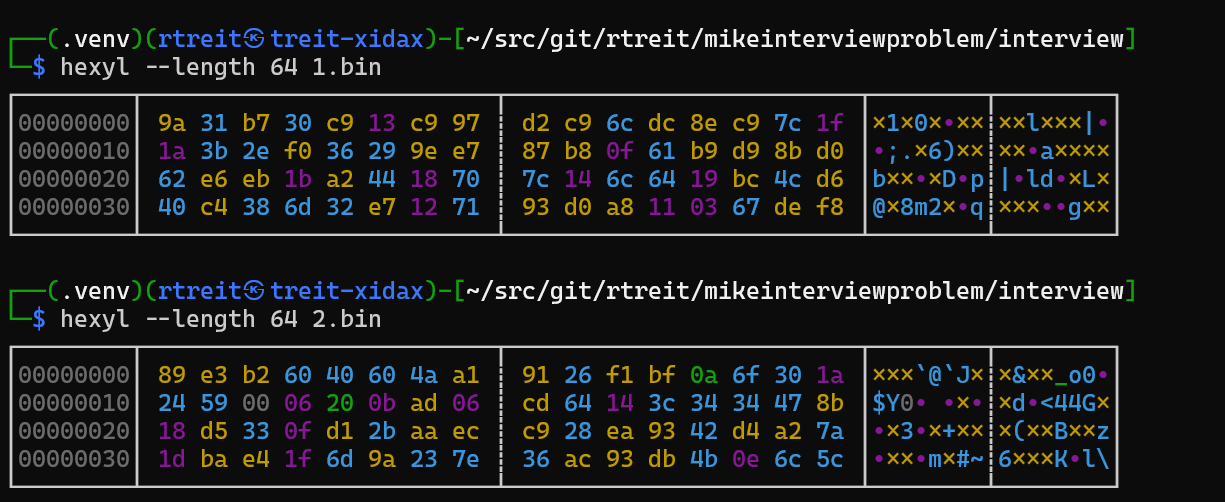 ┌──(.venv)(rtreit㉿treit-xidax)-[~/src/git/rtreit/mikeinterviewproblem/interview]
└─$ hexyl --length 64 1.bin
│00000000│ 9a 31 b7 30 c9 13 c9 97 ┊ d2 c9 6c dc 8e c9 7c 1f │×1×0×•××┊××l×××|•│
│00000010│ 1a 3b 2e f0 36 29 9e e7 ┊ 87 b8 0f 61 b9 d9 8b d0 │•;.×6)××┊××•a××××│
│00000020│ 62 e6 eb 1b a2 44 18 70 ┊ 7c 14 6c 64 19 bc 4c d6 │b××•×D•p┊|•ld•×L×│
│00000030│ 40 c4 38 6d 32 e7 12 71 ┊ 93 d0 a8 11 03 67 de f8 │@×8m2×•q┊×××••g××│
┌──(.venv)(rtreit㉿treit-xidax)-[~/src/git/rtreit/mikeinterviewproblem/interview]
└─$ hexyl --length 64 2.bin
│00000000│ 89 e3 b2 60 40 60 4a a1 ┊ 91 26 f1 bf 0a 6f 30 1a │×××`@`J×┊×&××_o0•│
│00000010│ 24 59 00 06 20 0b ad 06 ┊ cd 64 14 3c 34 34 47 8b │$Y0• •×•┊×d•<44G×│
│00000020│ 18 d5 33 0f d1 2b aa ec ┊ c9 28 ea 93 42 d4 a2 7a │•×3•×+××┊×(××B××z│
│00000030│ 1d ba e4 1f 6d 9a 23 7e ┊ 36 ac 93 db 4b 0e 6c 5c │•××•m×#~┊6×××K•l\│